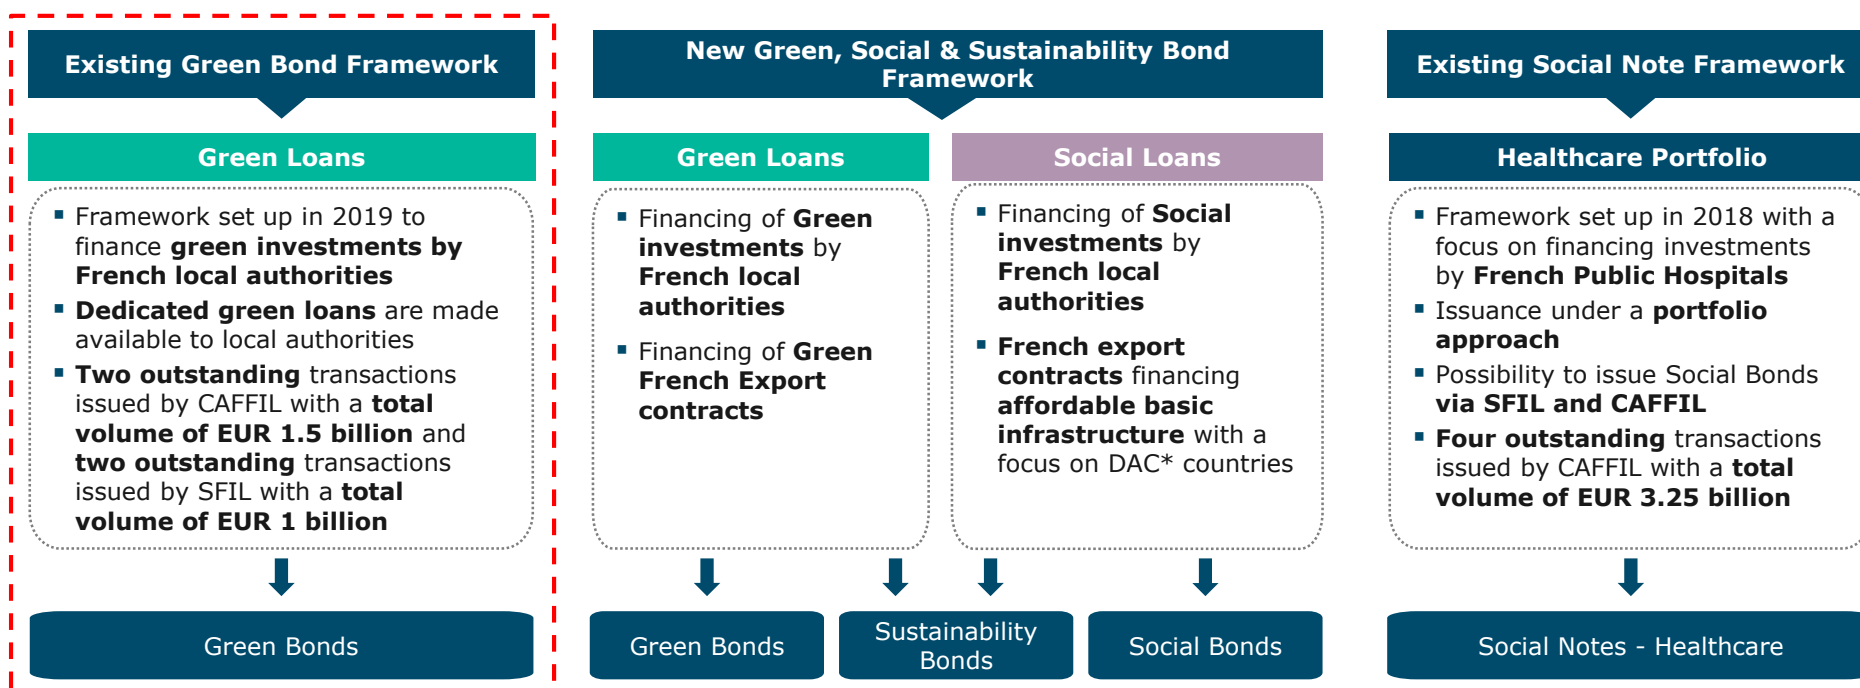 Existing Green Bond Framework
Green Loans
▪ Framework set up in 2019 to
finance green investments by
French local authorities
▪ Dedicated green loans are made
available to local authorities
▪ Two outstanding transactions
issued by CAFFIL with a total
volume of EUR 1.5 billion and
two outstanding transactions
issued by SFIL with a total
volume of EUR 1 billion
Green Bonds
New Green, Social & Sustainability Bond
Framework
Green Loans
▪ Financing of Green
investments by
French local
authorities
▪ Financing of Green
French Export
contracts
Social Loans
▪ Financing of Social
investments by
French local
authorities
▪ French export
contracts financing
affordable basic
infrastructure with a
focus on DAC* countries
Green Bonds
Sustainability
Bonds
Social Bonds
Existing Social Note Framework
Healthcare Portfolio
▪ Framework set up in 2018 with a
focus on financing investments
by French Public Hospitals
▪ Issuance under a portfolio
approach
▪ Possibility to issue Social Bonds
via SFIL and CAFFIL
▪ Four outstanding transactions
issued by CAFFIL with a total
volume of EUR 3.25 billion
Social Notes - Healthcare